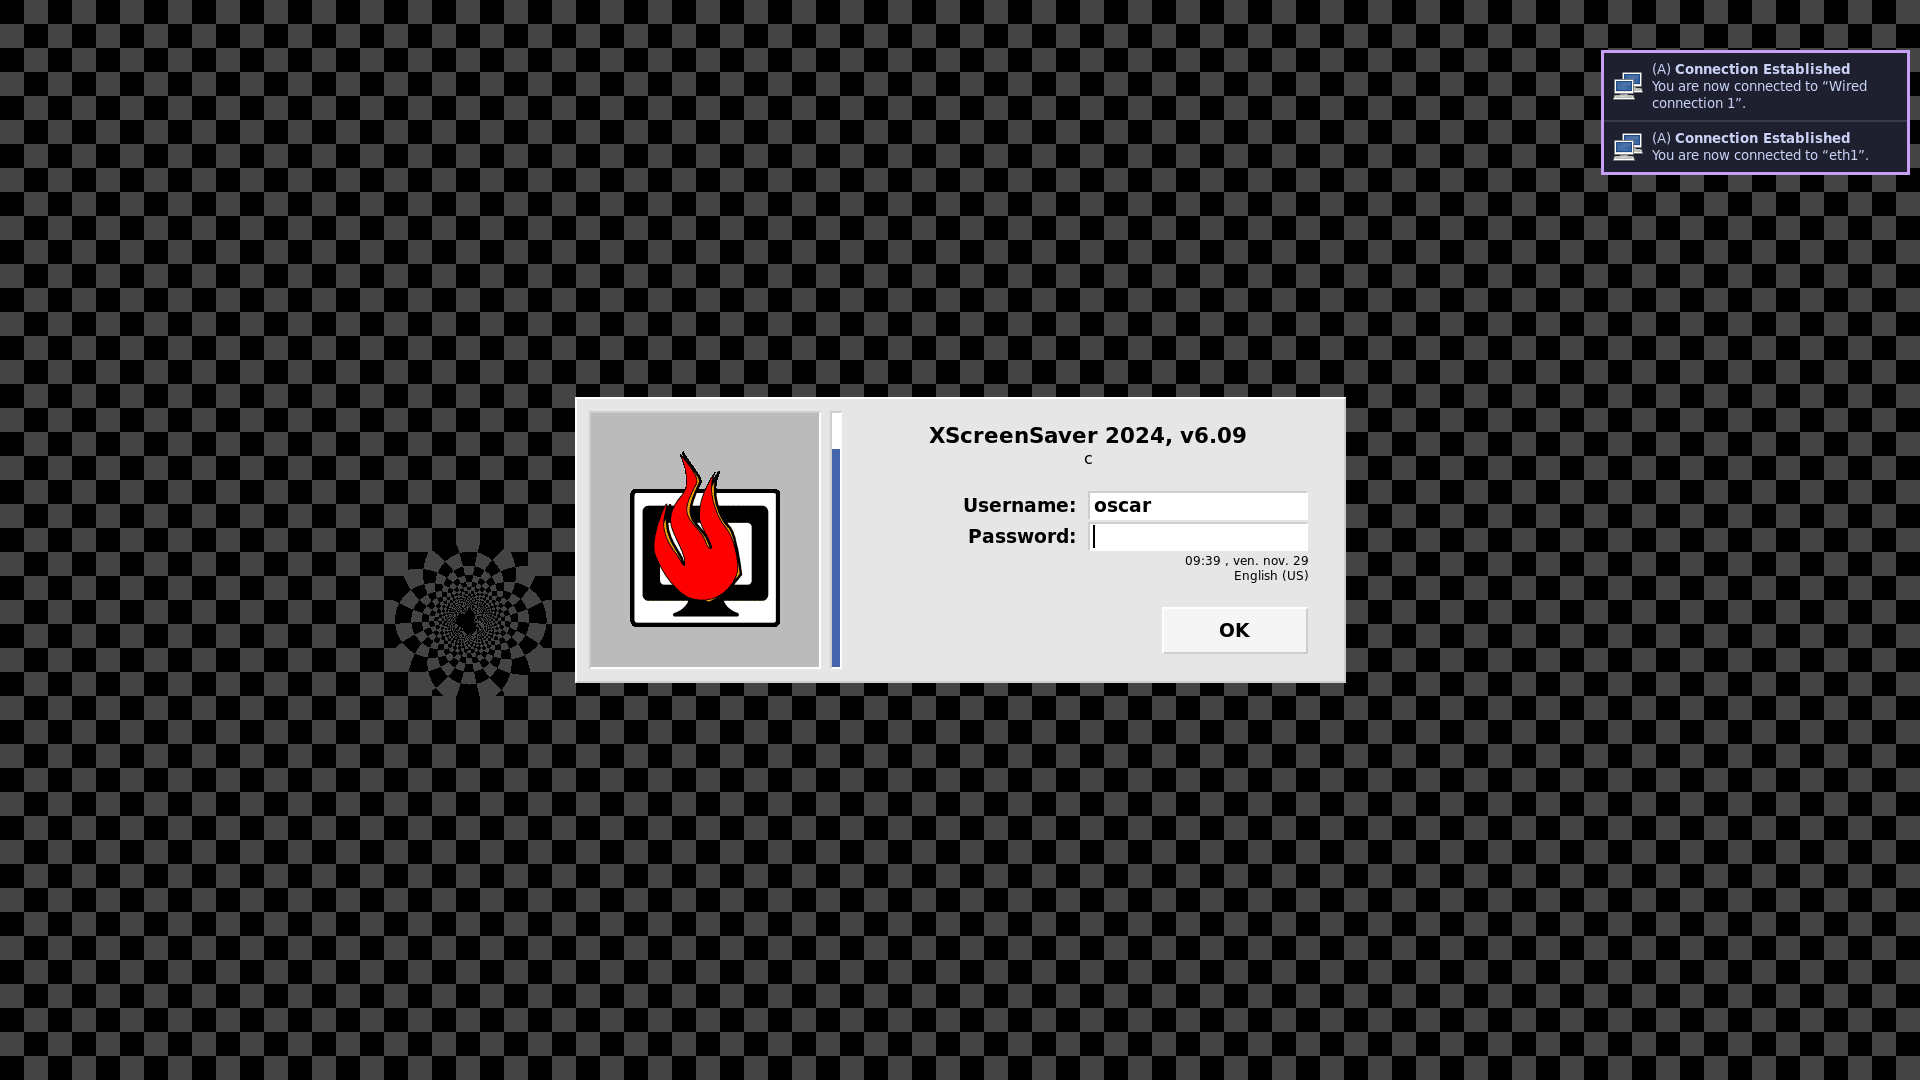 (A) Connection Established
You are now connected to “Wired
connection 1”.
(A) Connection Established
You are now connected to “eth1”.
XScreenSaver 2024, v6.09
c
Username: oscar
Password:
09:39 , ven. nov. 29
English (US)
OK